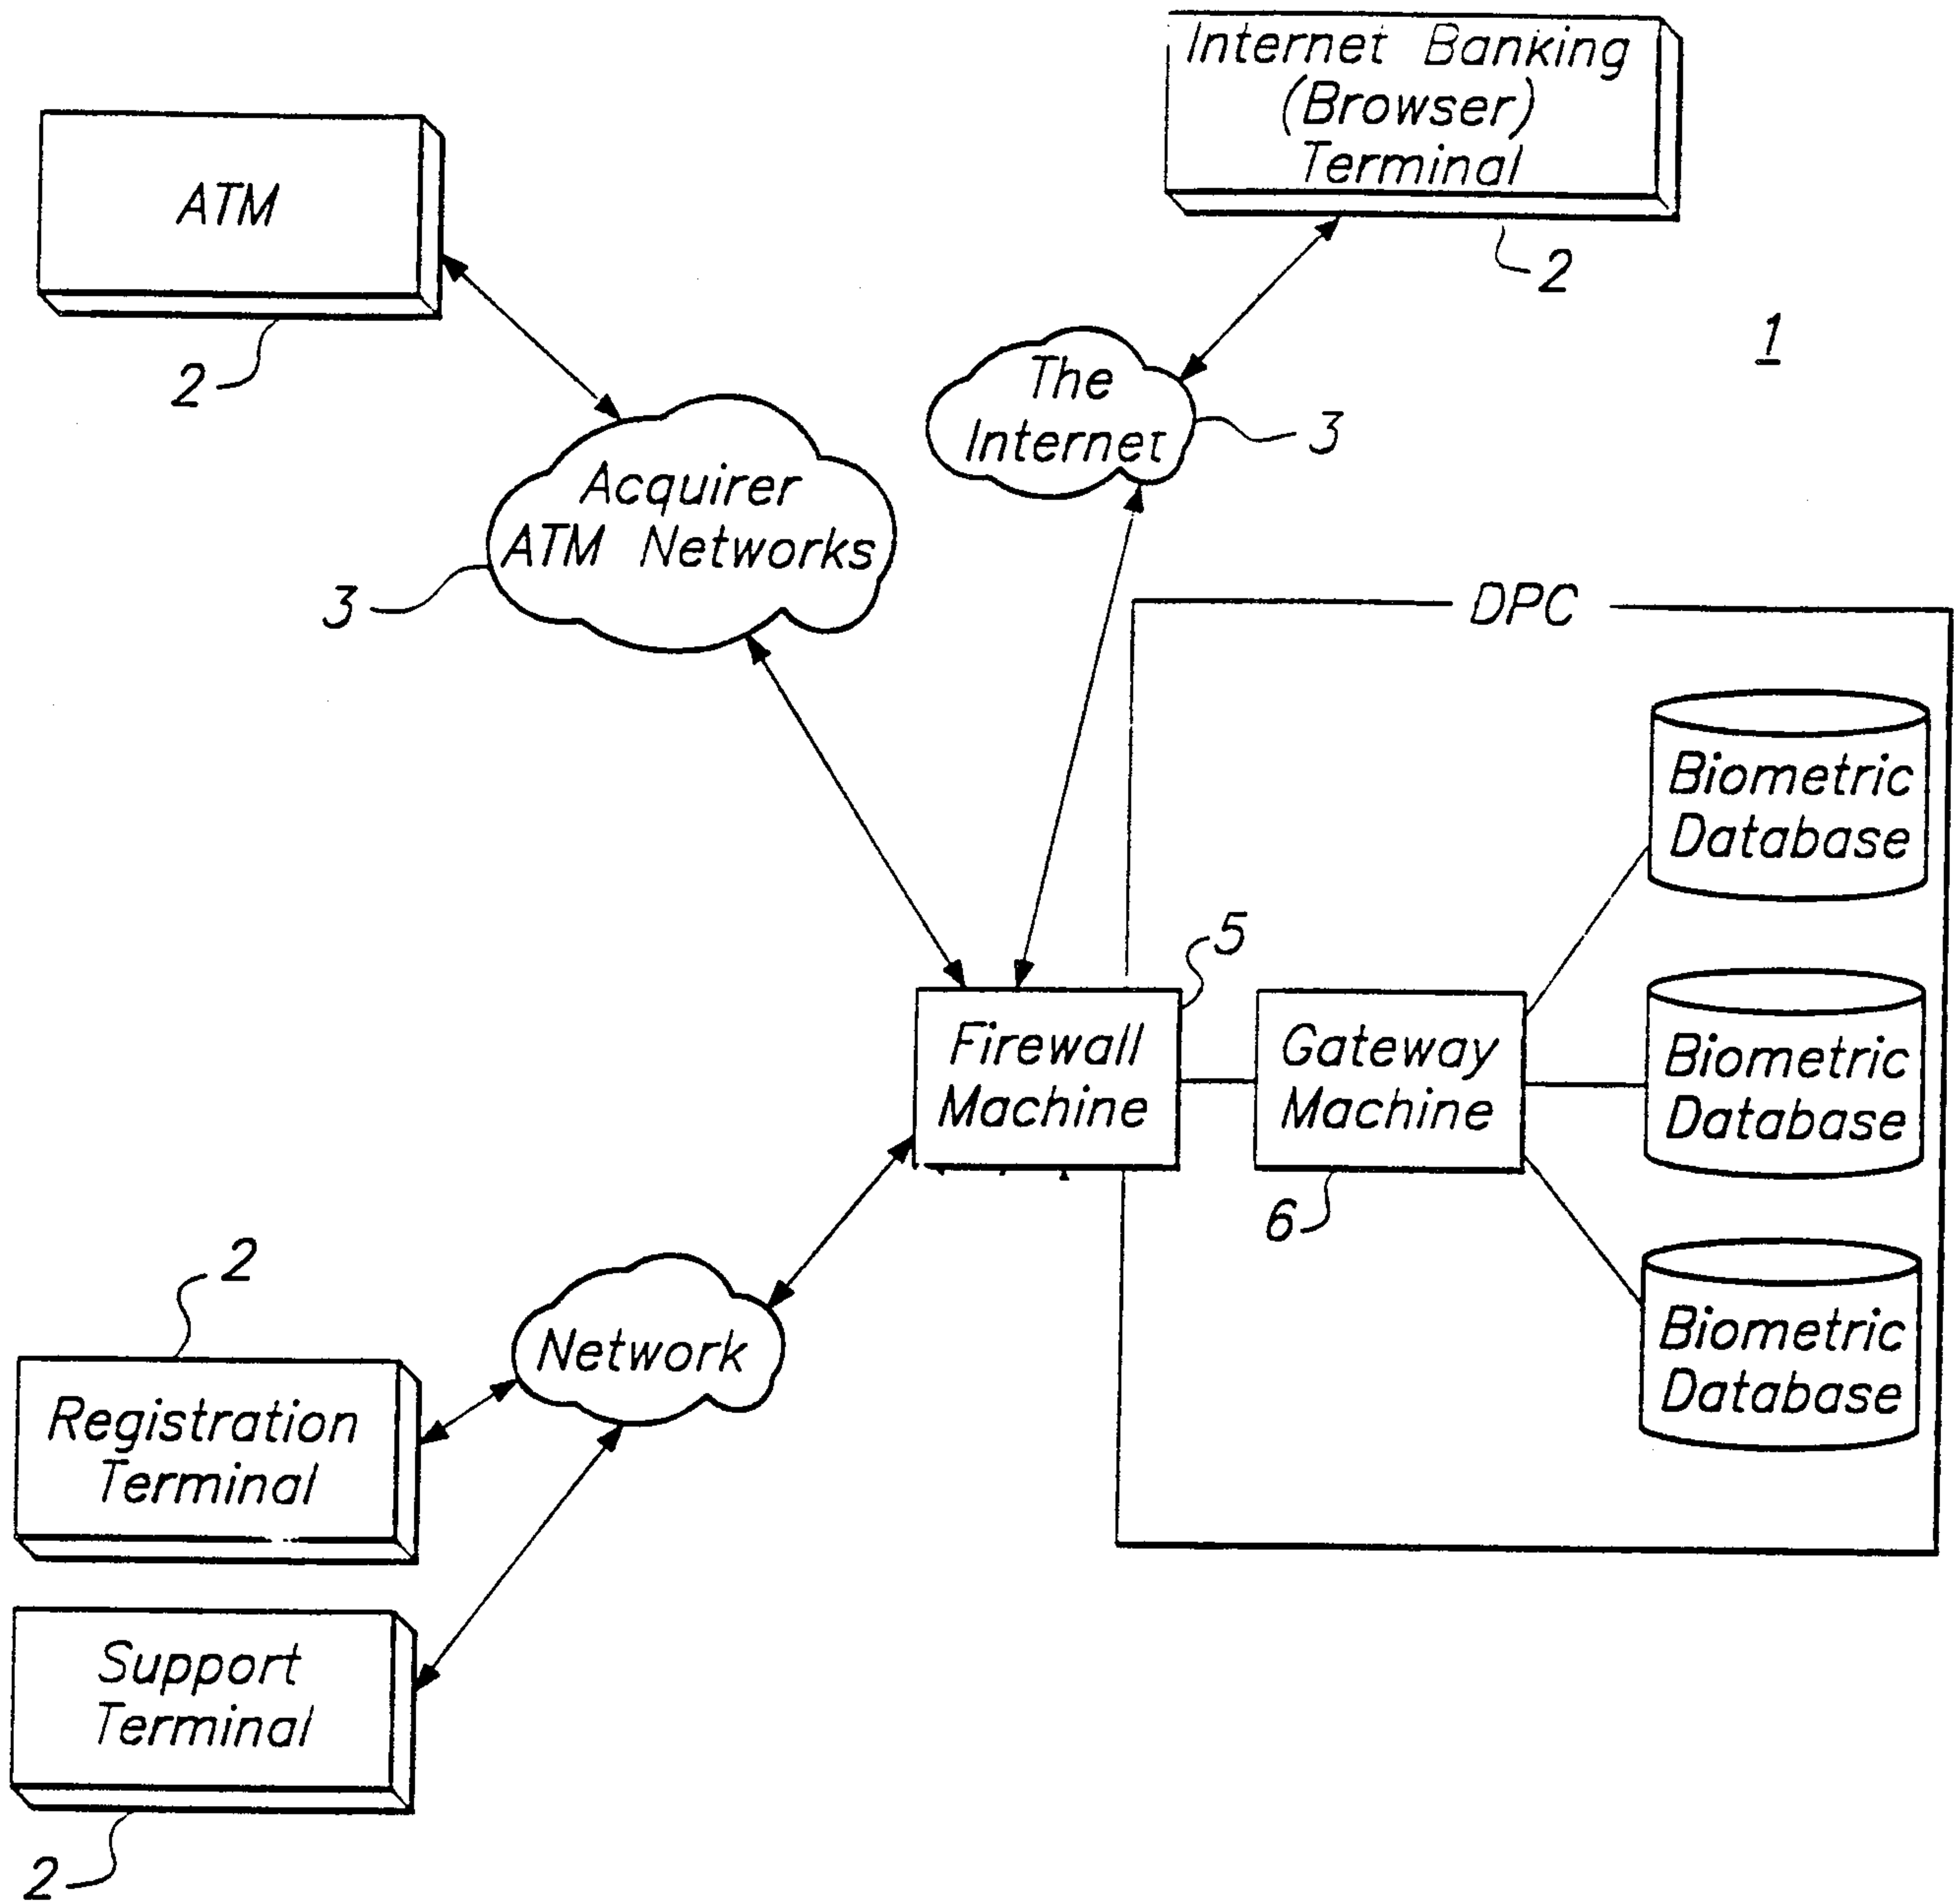 Internet Banking
(Browser)
Terminal
2
ATM
2
1
The
Internet
3
Acquirer
ATM Networks
3
DPC
Biometric
Database
5
Firewall
Machine
Gateway
Machine
6
Biometric
Database
Biometric
Database
2
Network
Registration
Terminal
Support
Terminal
2